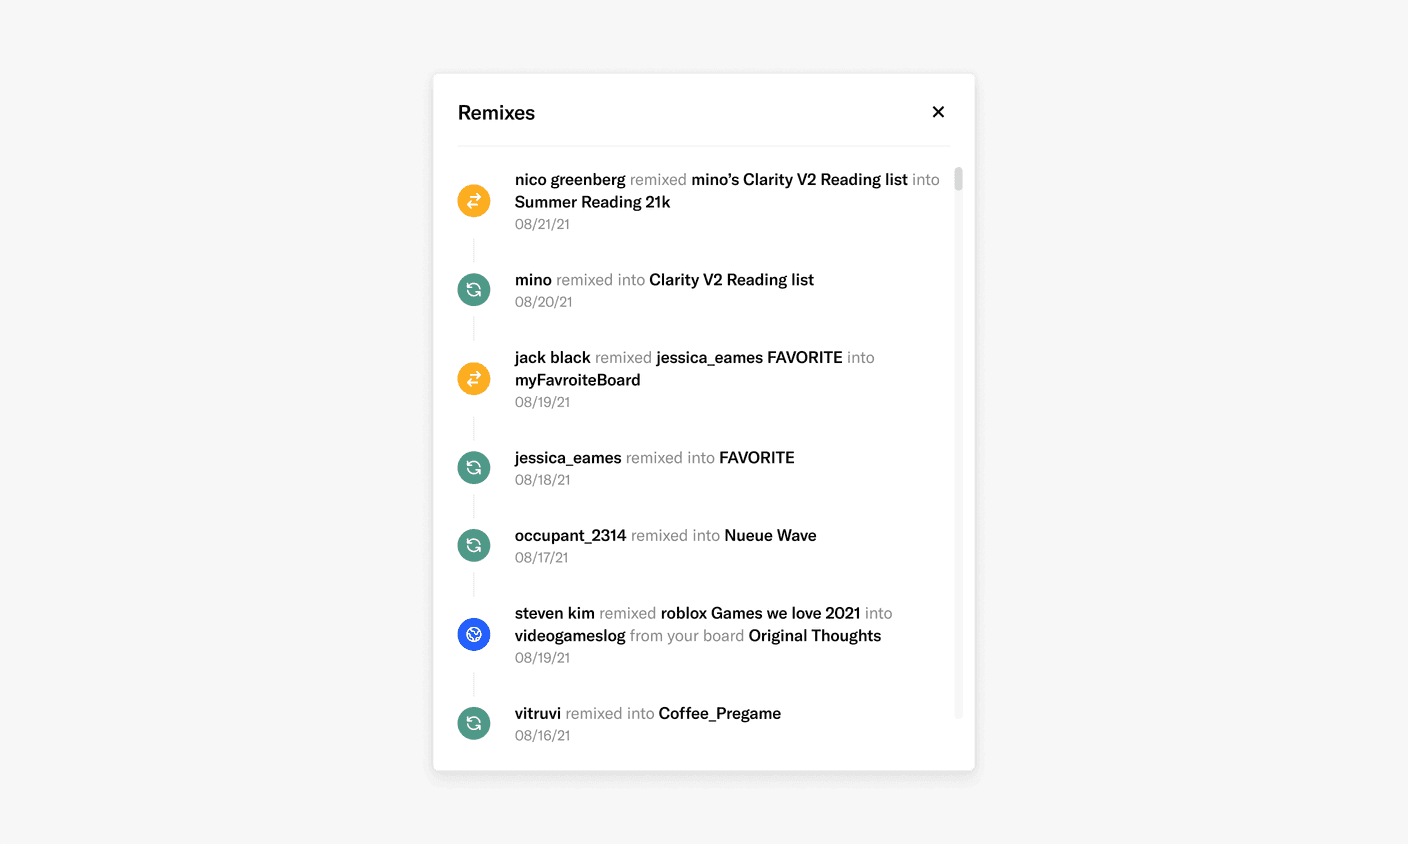 Remixes
nico greenberg remixed mino’s Clarity V2 Reading list into
Summer Reading 21k
08/21/21
mino remixed into Clarity V2 Reading list
08/20/21
jack black remixed jessica_eames FAVORITE into
myFavroiteBoard
08/19/21
jessica_eames remixed into FAVORITE
08/18/21
occupant_2314 remixed into Nueue Wave
08/17/21
steven kim remixed roblox Games we love 2021 into
videogameslog from your board Original Thoughts
08/19/21
vitruvi remixed into Coffee_Pregame
08/16/21